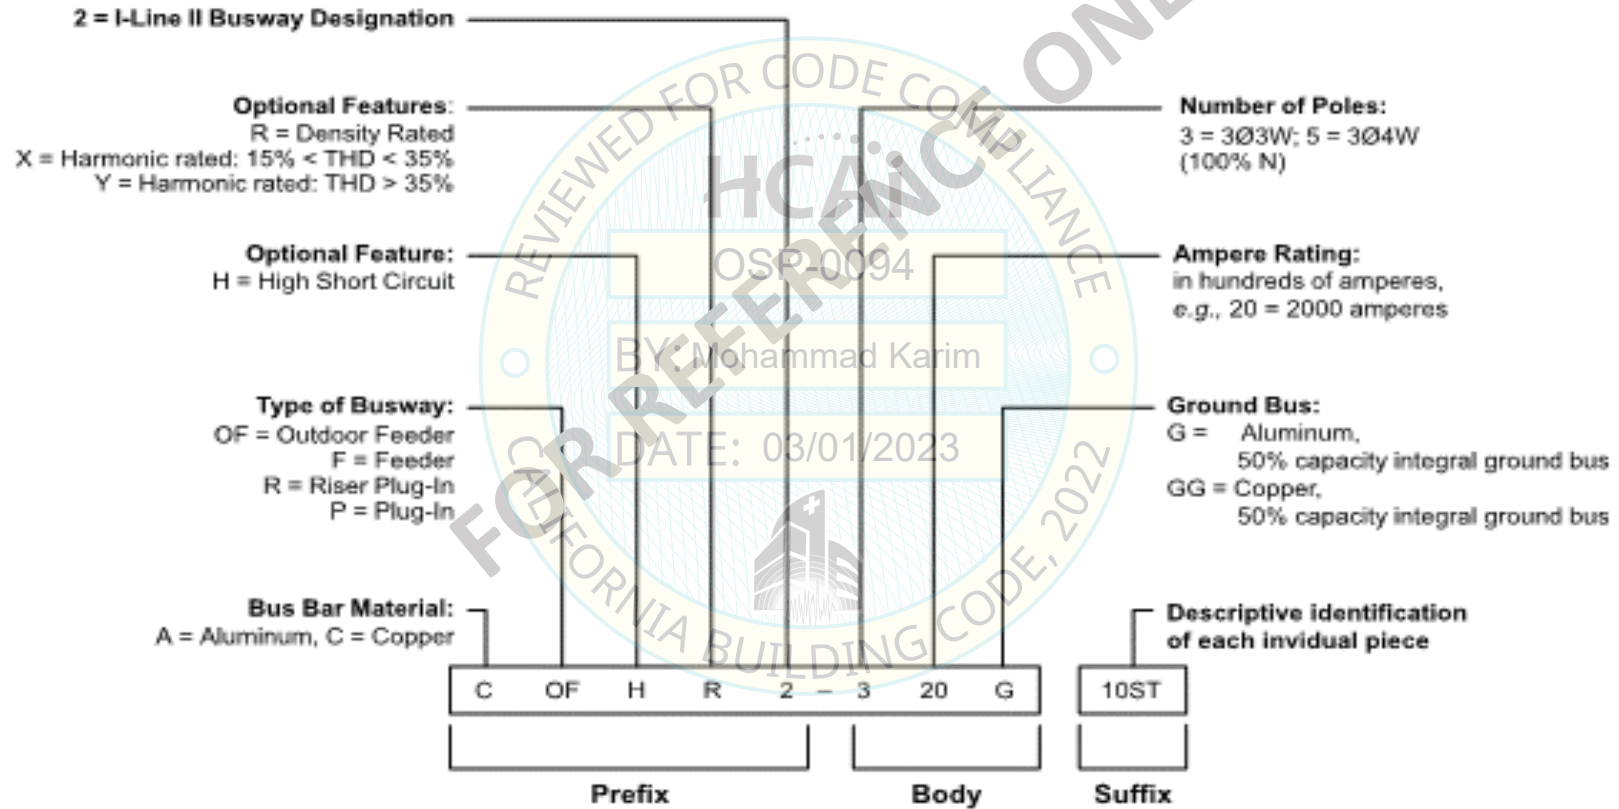 2 = I-Line II Busway Designation
Optional Features:
R = Density Rated
X = Harmonic rated: 15% < THD < 35%
Y = Harmonic rated: THD > 35%
Optional Feature:
H = High Short Circuit
Type of Busway:
OF = Outdoor Feeder
F = Feeder
R = Riser Plug-In
P = Plug-In
Bus Bar Material:
A = Aluminum, C = Copper
Number of Poles:
3 = 3Ø3W; 5 = 3Ø4W
(100% N)
Ampere Rating:
in hundreds of amperes,
e.g., 20 = 2000 amperes
Ground Bus:
G = Aluminum,
50% capacity integral ground bus
GG = Copper,
50% capacity integral ground bus
Descriptive identification
of each invidual piece
C OF H R 2 – 3 20 G 10ST
Prefix Body Suffix
REVIEWED FOR CODE COMPLIANCE
HCAI
OSP-0094
BY: Mohammad Karim
DATE: 03/01/2023
CALIFORNIA BUILDING CODE, 2022
FOR REFERENCE